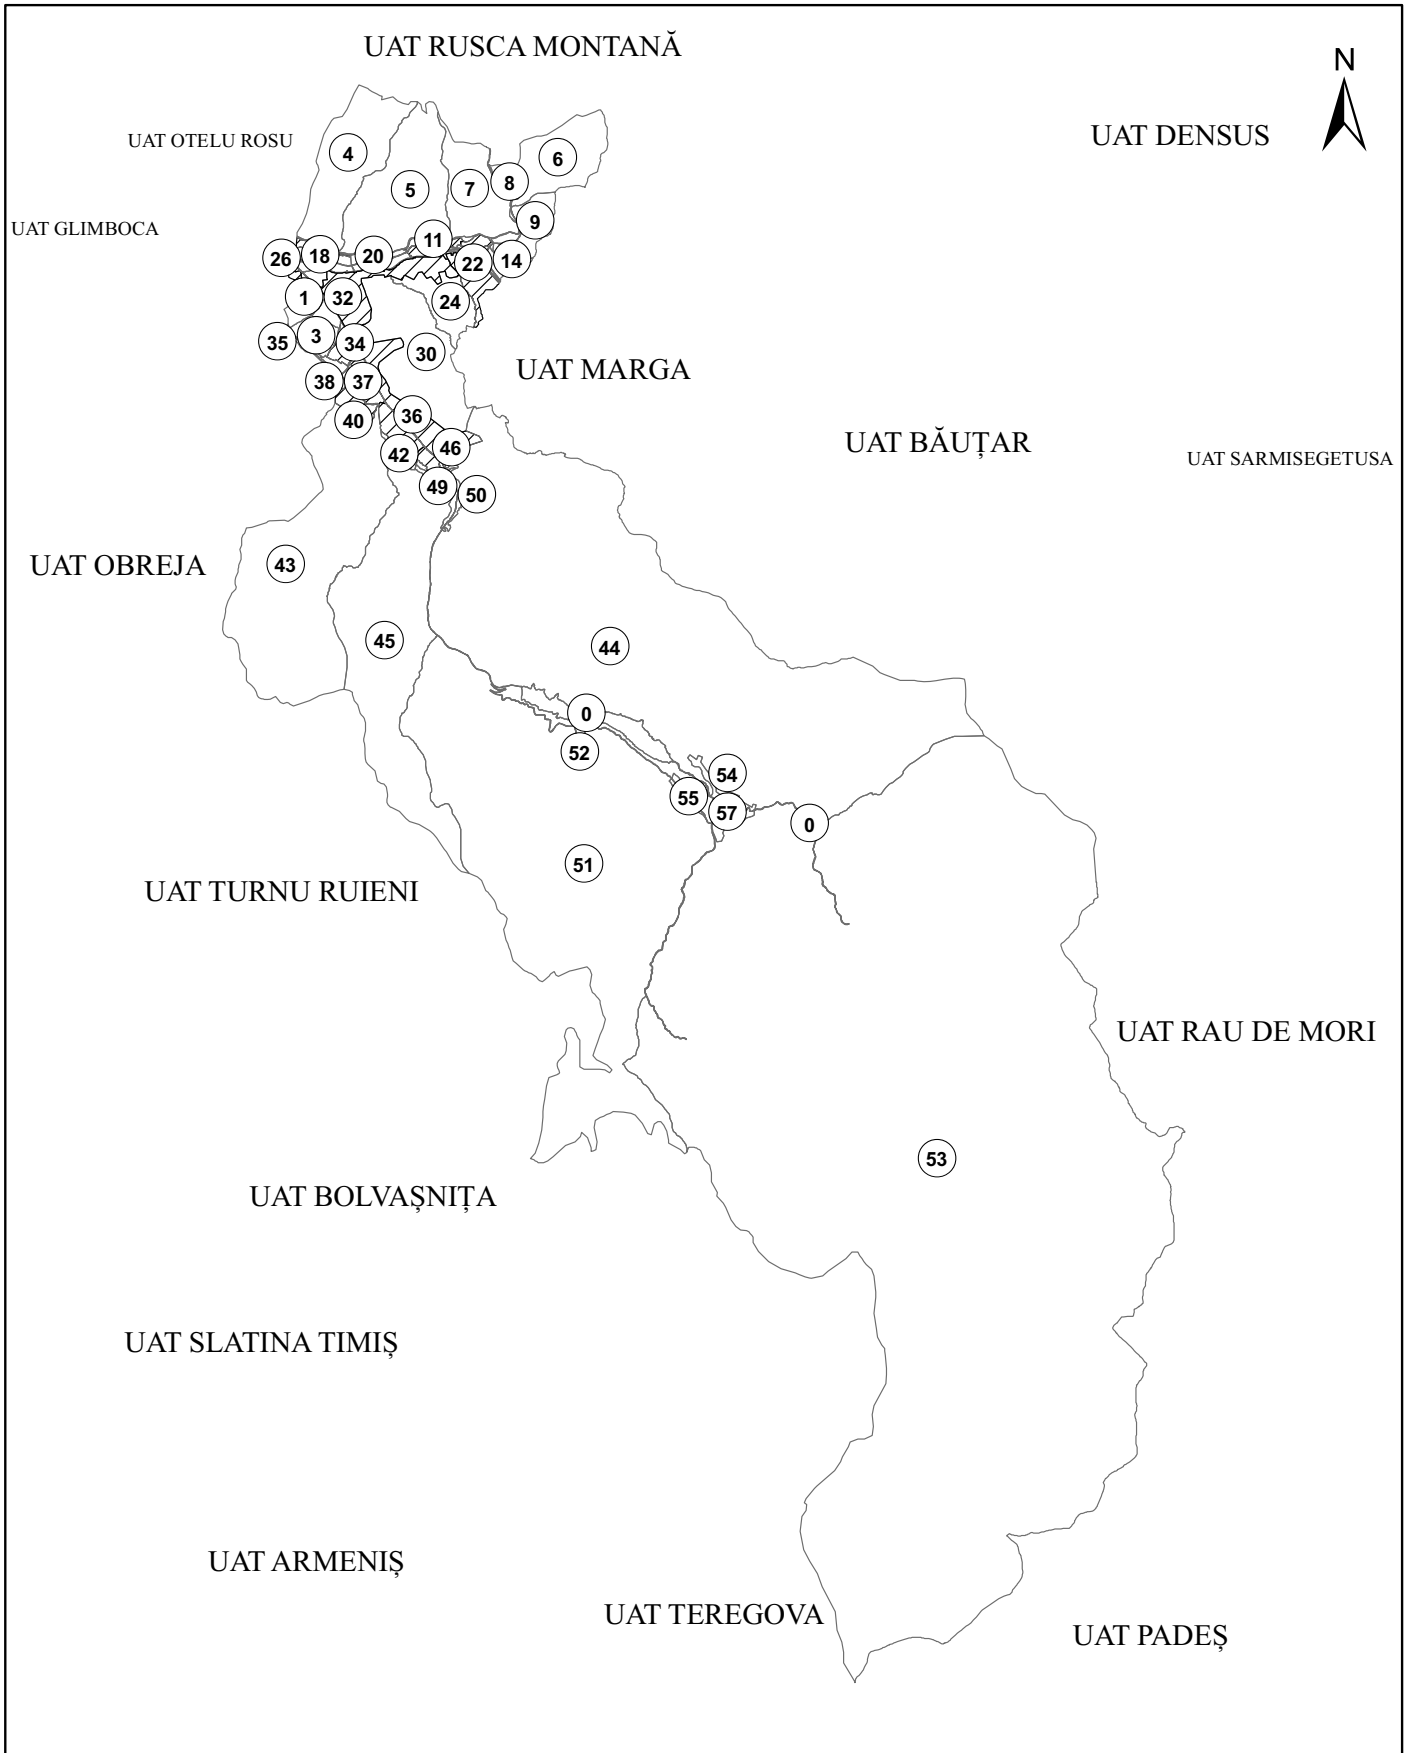 UAT RUSCA MONTANĂ
N
UAT DENSUS
UAT OTELU ROSU
4
6
5
7
8
9
UAT GLIMBOCA
11
26
18
20
22
14
1
32
24
35
3
34
30
UAT MARGA
38
37
40
36
42
46
UAT BĂUȚAR
UAT SARMISEGETUSA
49
50
UAT OBREJA
43
45
44
0
52
54
55
57
0
51
UAT TURNU RUIENI
UAT RAU DE MORI
53
UAT BOLVAȘNIȚA
UAT SLATINA TIMIȘ
UAT ARMENIȘ
UAT TEREGOVA
UAT PADEȘ